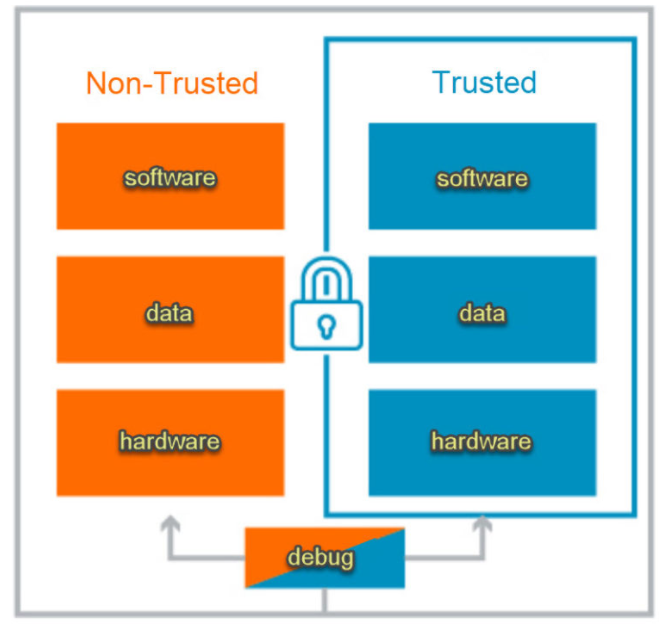 Non-Trusted
Trusted
software
software
data
data
hardware
hardware
debug